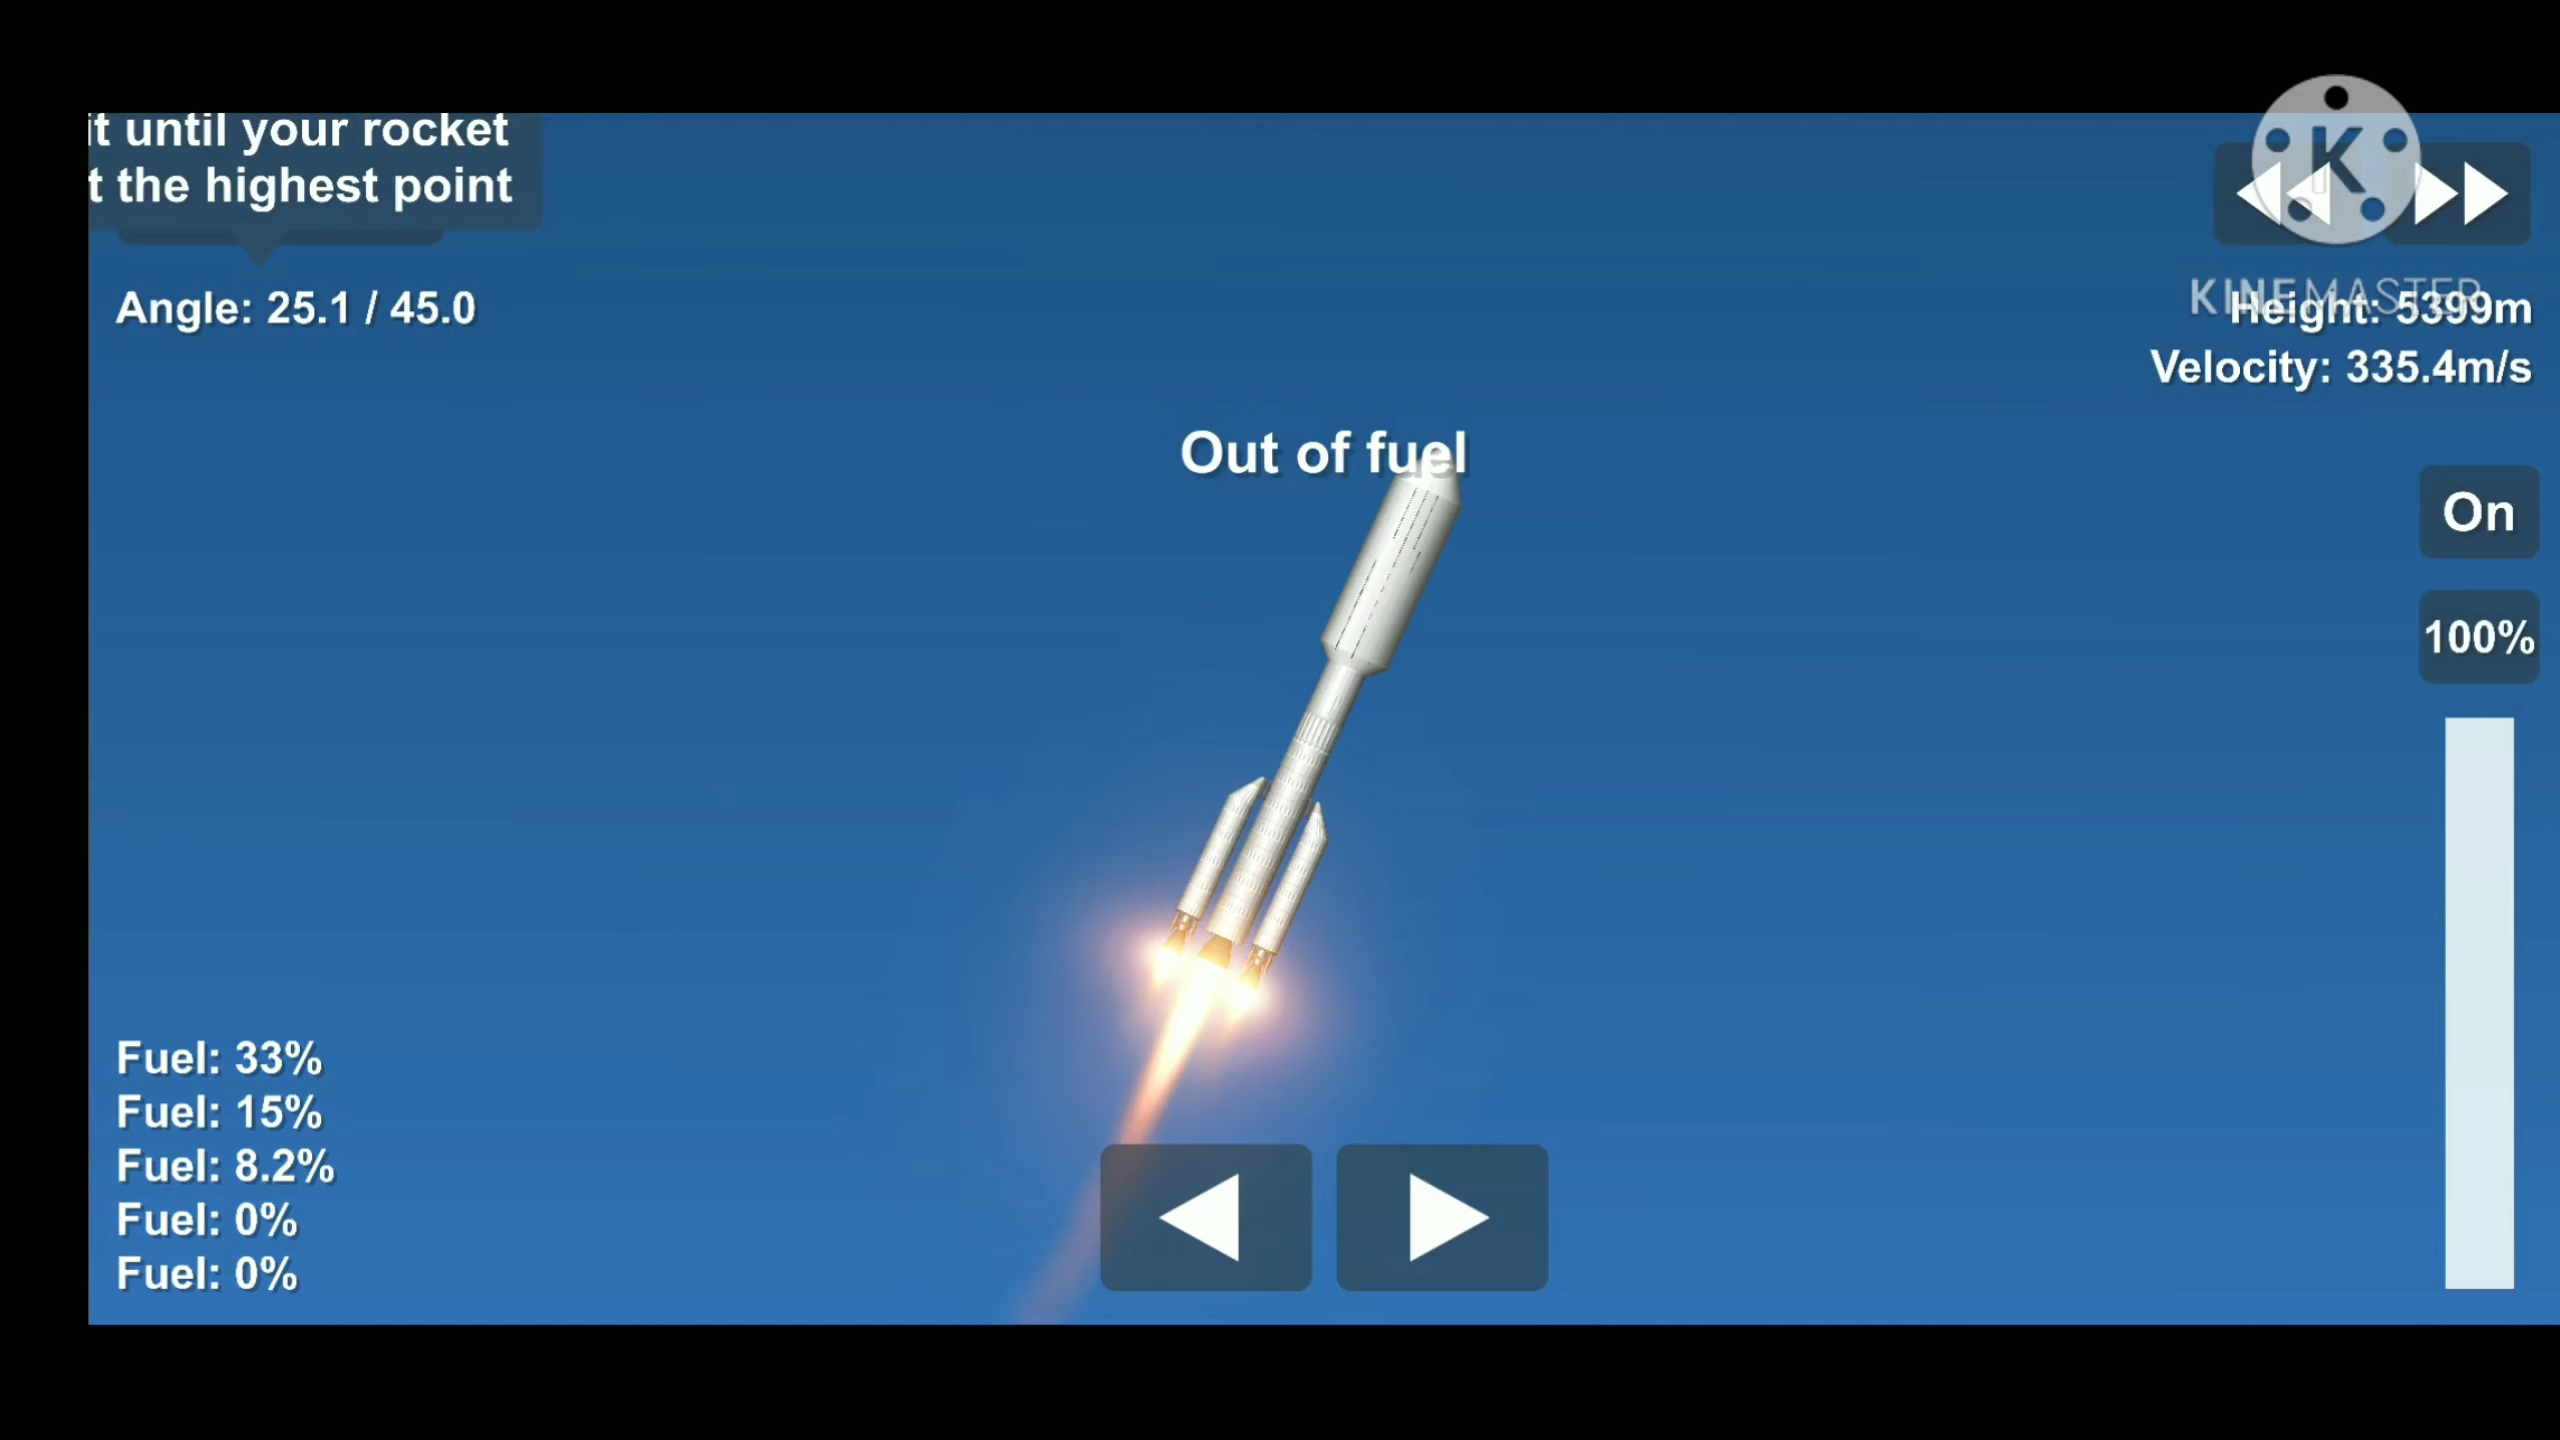 it until your rocket
t the highest point
Angle: 25.1 / 45.0
K
KINEMASTER
Height: 5399m
Velocity: 335.4m/s
Out of fuel
On
100%
Fuel: 33%
Fuel: 15%
Fuel: 8.2%
Fuel: 0%
Fuel: 0%